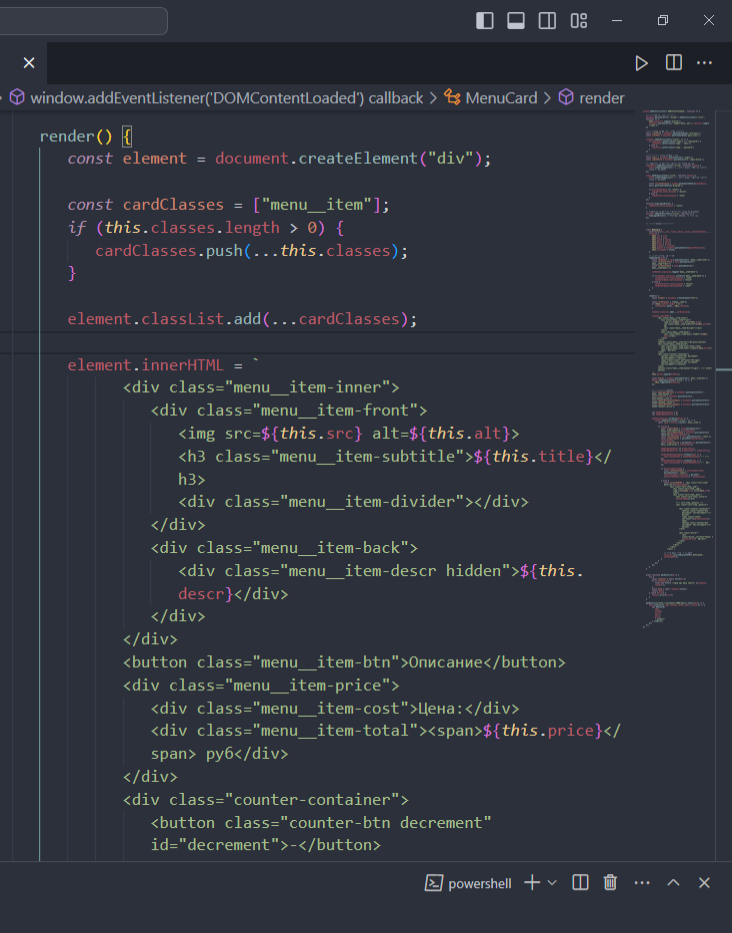 window.addEventListener('DOMContentLoaded') callback > MenuCard > render
render() {
const element = document.createElement("div");
const cardClasses = ["menu__item"];
if (this.classes.length > 0) {
cardClasses.push(...this.classes);
}
element.classList.add(...cardClasses);
element.innerHTML = `
<div class="menu__item-inner">
<div class="menu__item-front">
<img src=${this.src} alt=${this.alt}>
<h3 class="menu__item-subtitle">${this.title}</
h3>
<div class="menu__item-divider"></div>
</div>
<div class="menu__item-back">
<div class="menu__item-descr hidden">${this.
descr}</div>
</div>
</div>
<button class="menu__item-btn">Описание</button>
<div class="menu__item-price">
<div class="menu__item-cost">Цена:</div>
<div class="menu__item-total"><span>${this.price}</
span> руб</div>
</div>
<div class="counter-container">
<button class="counter-btn decrement"
id="decrement">-</button>
powershell